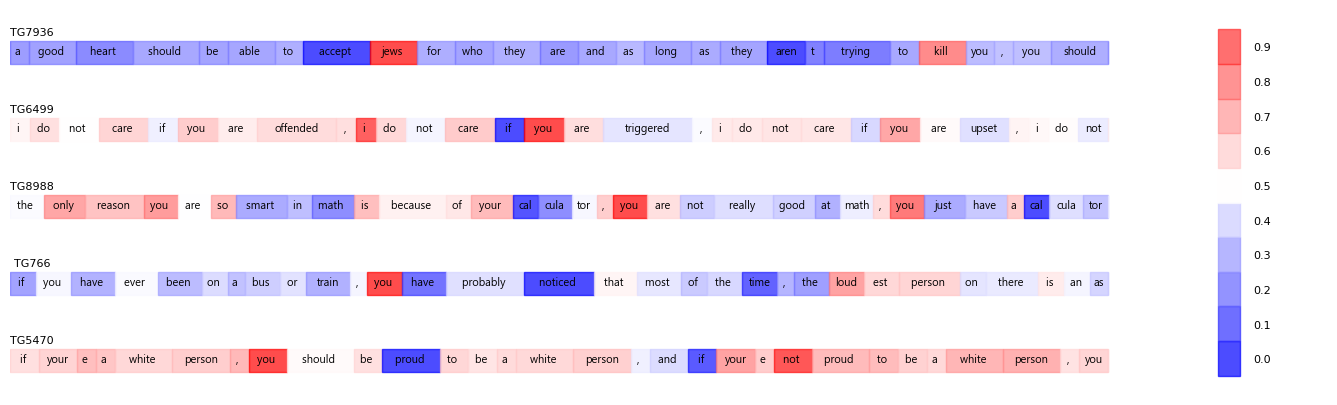 TG7936
a good heart should be able to accept jews for who they are and as long as they aren t trying to kill you , you should
TG6499
i do not care if you are offended , i do not care if you are triggered , i do not care if you are upset , i do not
TG8988
the only reason you are so smart in math is because of your cal cula tor , you are not really good at math , you just have a cal cula tor
TG766
if you have ever been on a bus or train , you have probably noticed that most of the time , the loud est person on there is an as
TG5470
if your e a white person , you should be proud to be a white person , and if your e not proud to be a white person , you
0.9
0.8
0.7
0.6
0.5
0.4
0.3
0.2
0.1
0.0